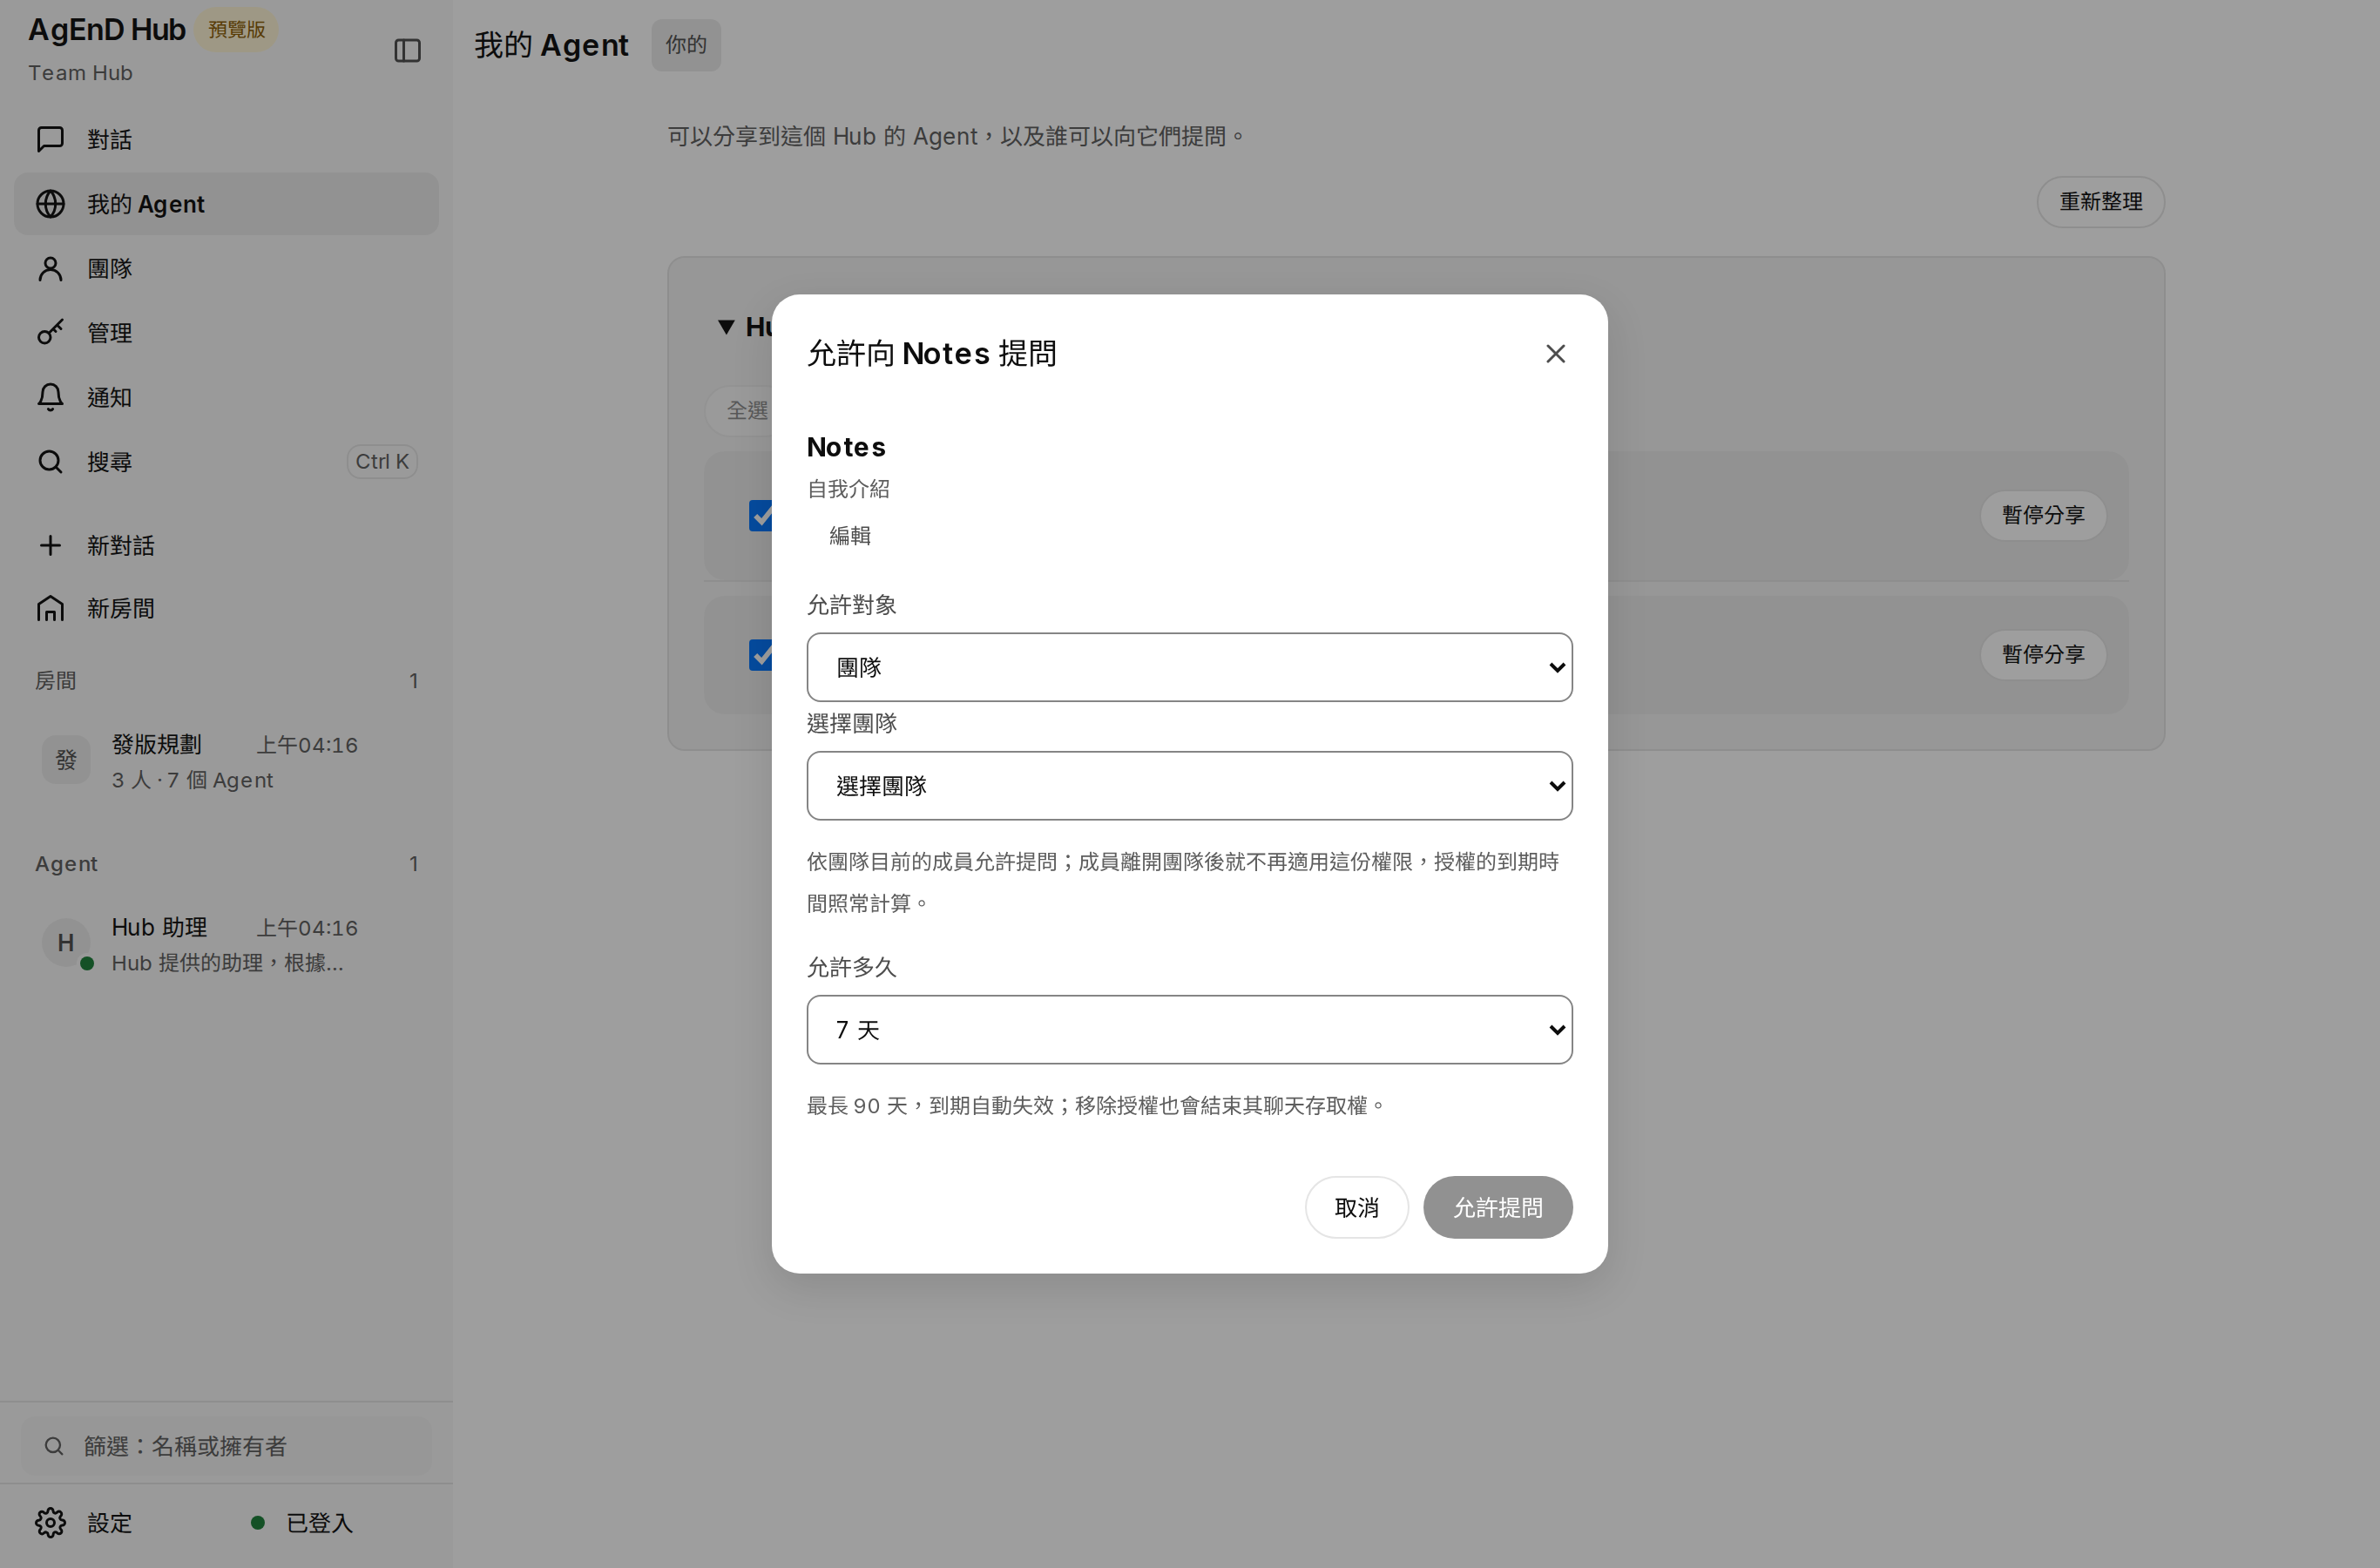 AgEnD Hub 預覽版
Team Hub
對話
我的 Agent
團隊
管理
通知
搜尋 Ctrl K
新對話
新房間
房間 1
發
發版規劃 上午04:16
3 人 · 7 個 Agent
Agent 1
H
Hub 助理 上午04:16
Hub 提供的助理，根據...
篩選：名稱或擁有者
設定 已登入
我的 Agent 你的
可以分享到這個 Hub 的 Agent，以及誰可以向它們提問。
重新整理
全選
暫停分享
暫停分享
允許向 Notes 提問
Notes
自我介紹
編輯
允許對象
團隊
選擇團隊
選擇團隊
依團隊目前的成員允許提問；成員離開團隊後就不再適用這份權限，授權的到期時
間照常計算。
允許多久
7 天
最長 90 天，到期自動失效；移除授權也會結束其聊天存取權。
取消 允許提問